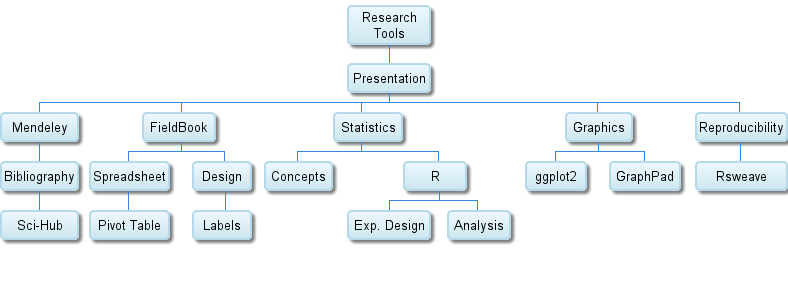 Research
Tools
Presentation
Mendeley
FieldBook
Statistics
Graphics
Reproducibility
Bibliography
Spreadsheet
Design
Concepts
R
ggplot2
GraphPad
Rsweave
Sci-Hub
Pivot Table
Labels
Exp. Design
Analysis